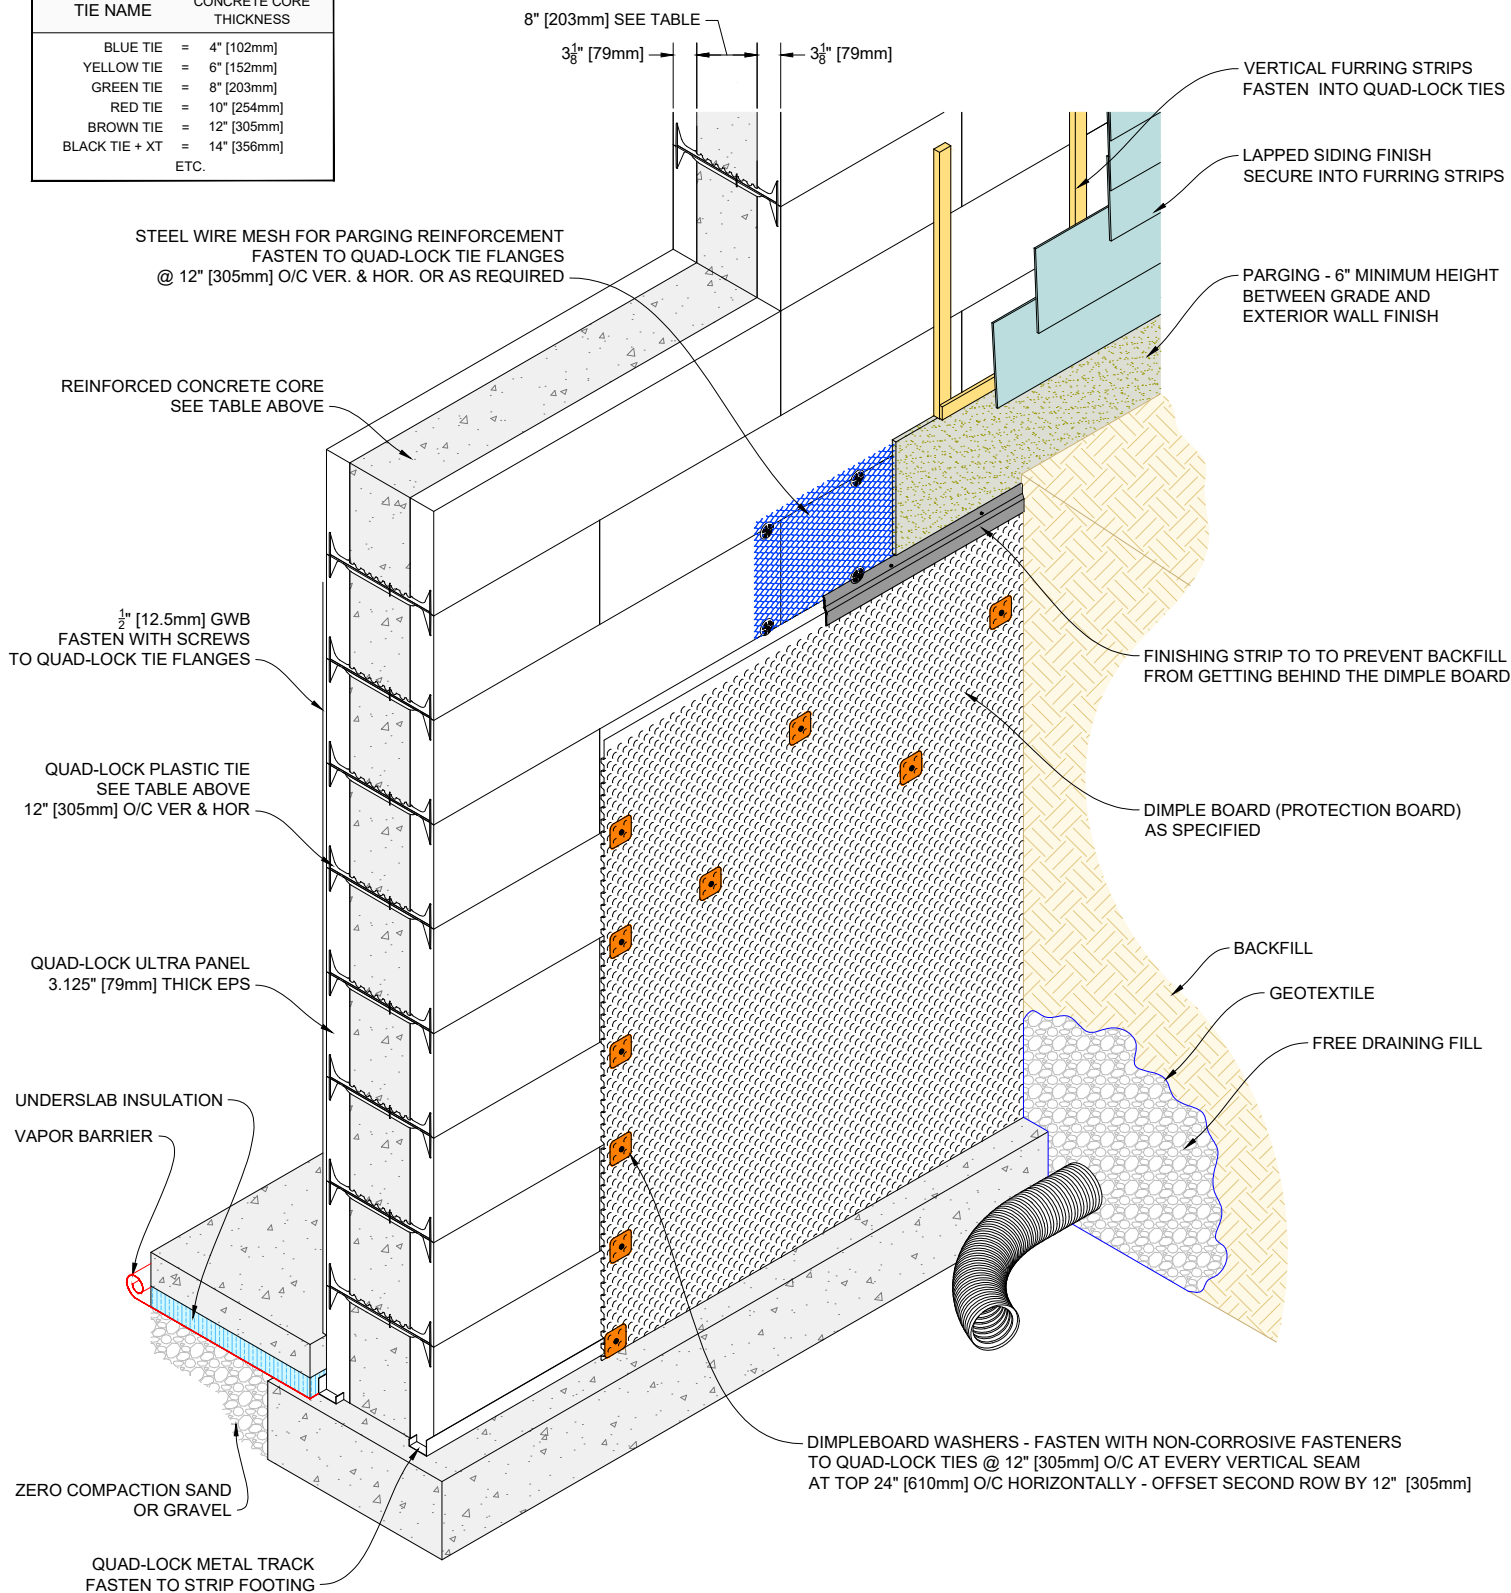 TIE NAME
CONCRETE CORE
THICKNESS
BLUE TIE = 4" [102mm]
YELLOW TIE = 6" [152mm]
GREEN TIE = 8" [203mm]
RED TIE = 10" [254mm]
BROWN TIE = 12" [305mm]
BLACK TIE + XT = 14" [356mm]
ETC.
8" [203mm] SEE TABLE
3 1/8" [79mm]
3 1/8" [79mm]
VERTICAL FURRING STRIPS
FASTEN INTO QUAD-LOCK TIES
LAPPED SIDING FINISH
SECURE INTO FURRING STRIPS
STEEL WIRE MESH FOR PARGING REINFORCEMENT
FASTEN TO QUAD-LOCK TIE FLANGES
@ 12" [305mm] O/C VER. & HOR. OR AS REQUIRED
PARGING - 6" MINIMUM HEIGHT
BETWEEN GRADE AND
EXTERIOR WALL FINISH
REINFORCED CONCRETE CORE
SEE TABLE ABOVE
1/2" [12.5mm] GWB
FASTEN WITH SCREWS
TO QUAD-LOCK TIE FLANGES
FINISHING STRIP TO TO PREVENT BACKFILL
FROM GETTING BEHIND THE DIMPLE BOARD
QUAD-LOCK PLASTIC TIE
SEE TABLE ABOVE
12" [305mm] O/C VER & HOR
DIMPLE BOARD (PROTECTION BOARD)
AS SPECIFIED
QUAD-LOCK ULTRA PANEL
3.125" [79mm] THICK EPS
BACKFILL
GEOTEXTILE
FREE DRAINING FILL
UNDERSLAB INSULATION
VAPOR BARRIER
DIMPLEBOARD WASHERS - FASTEN WITH NON-CORROSIVE FASTENERS
TO QUAD-LOCK TIES @ 12" [305mm] O/C AT EVERY VERTICAL SEAM
AT TOP 24" [610mm] O/C HORIZONTALLY - OFFSET SECOND ROW BY 12" [305mm]
ZERO COMPACTION SAND
OR GRAVEL
QUAD-LOCK METAL TRACK
FASTEN TO STRIP FOOTING